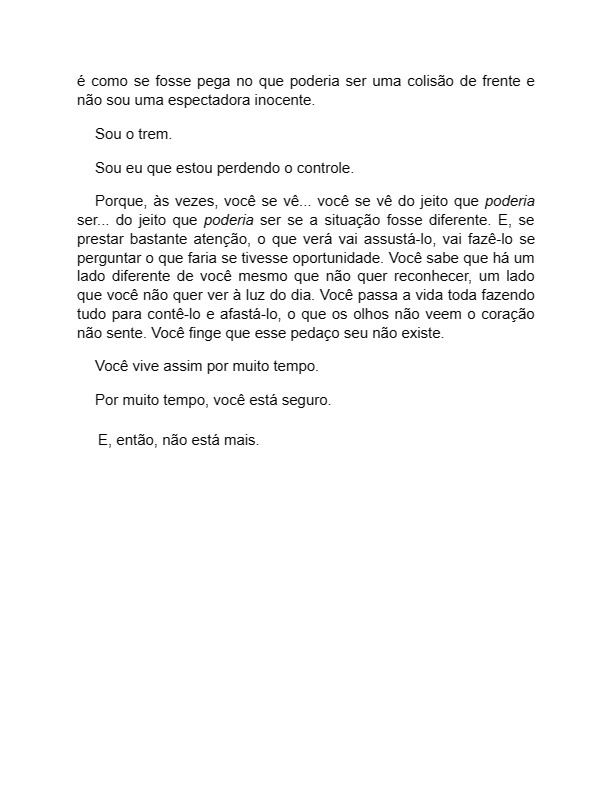 é como se fosse pega no que poderia ser uma colisão de frente e
não sou uma espectadora inocente.
Sou o trem.
Sou eu que estou perdendo o controle.
Porque, às vezes, você se vê... você se vê do jeito que poderia
ser... do jeito que poderia ser se a situação fosse diferente. E, se
prestar bastante atenção, o que verá vai assustá-lo, vai fazê-lo se
perguntar o que faria se tivesse oportunidade. Você sabe que há um
lado diferente de você mesmo que não quer reconhecer, um lado
que você não quer ver à luz do dia. Você passa a vida toda fazendo
tudo para contê-lo e afastá-lo, o que os olhos não veem o coração
não sente. Você finge que esse pedaço seu não existe.
Você vive assim por muito tempo.
Por muito tempo, você está seguro.
E, então, não está mais.